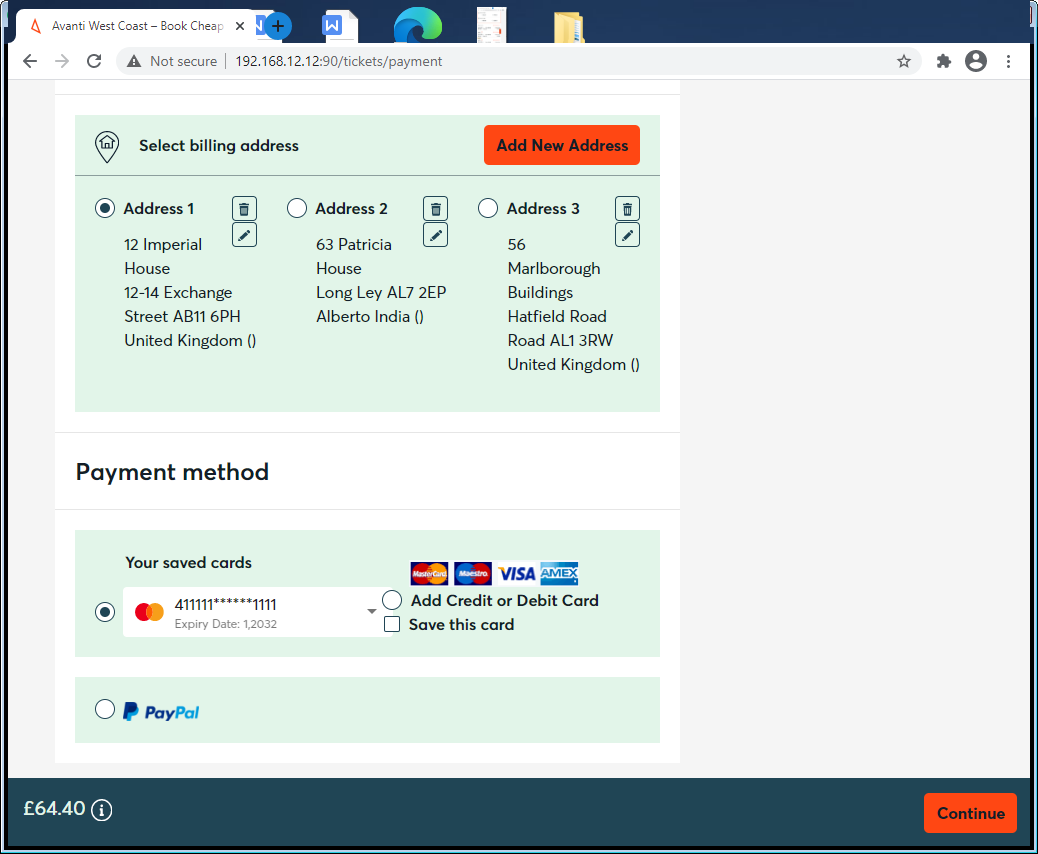 Avanti West Coast – Book Cheap
Not secure
192.168.12.12:90/tickets/payment
Select billing address
Add New Address
Address 1
12 Imperial
House
12-14 Exchange
Street AB11 6PH
United Kingdom ()
Address 2
63 Patricia
House
Long Ley AL7 2EP
Alberto India ()
Address 3
56
Marlborough
Buildings
Hatfield Road
Road AL1 3RW
United Kingdom ()
Payment method
Your saved cards
411111******1111
Expiry Date: 1,2032
MasterCard Maestro VISA AMEX
Add Credit or Debit Card
Save this card
PayPal
£64.40
Continue